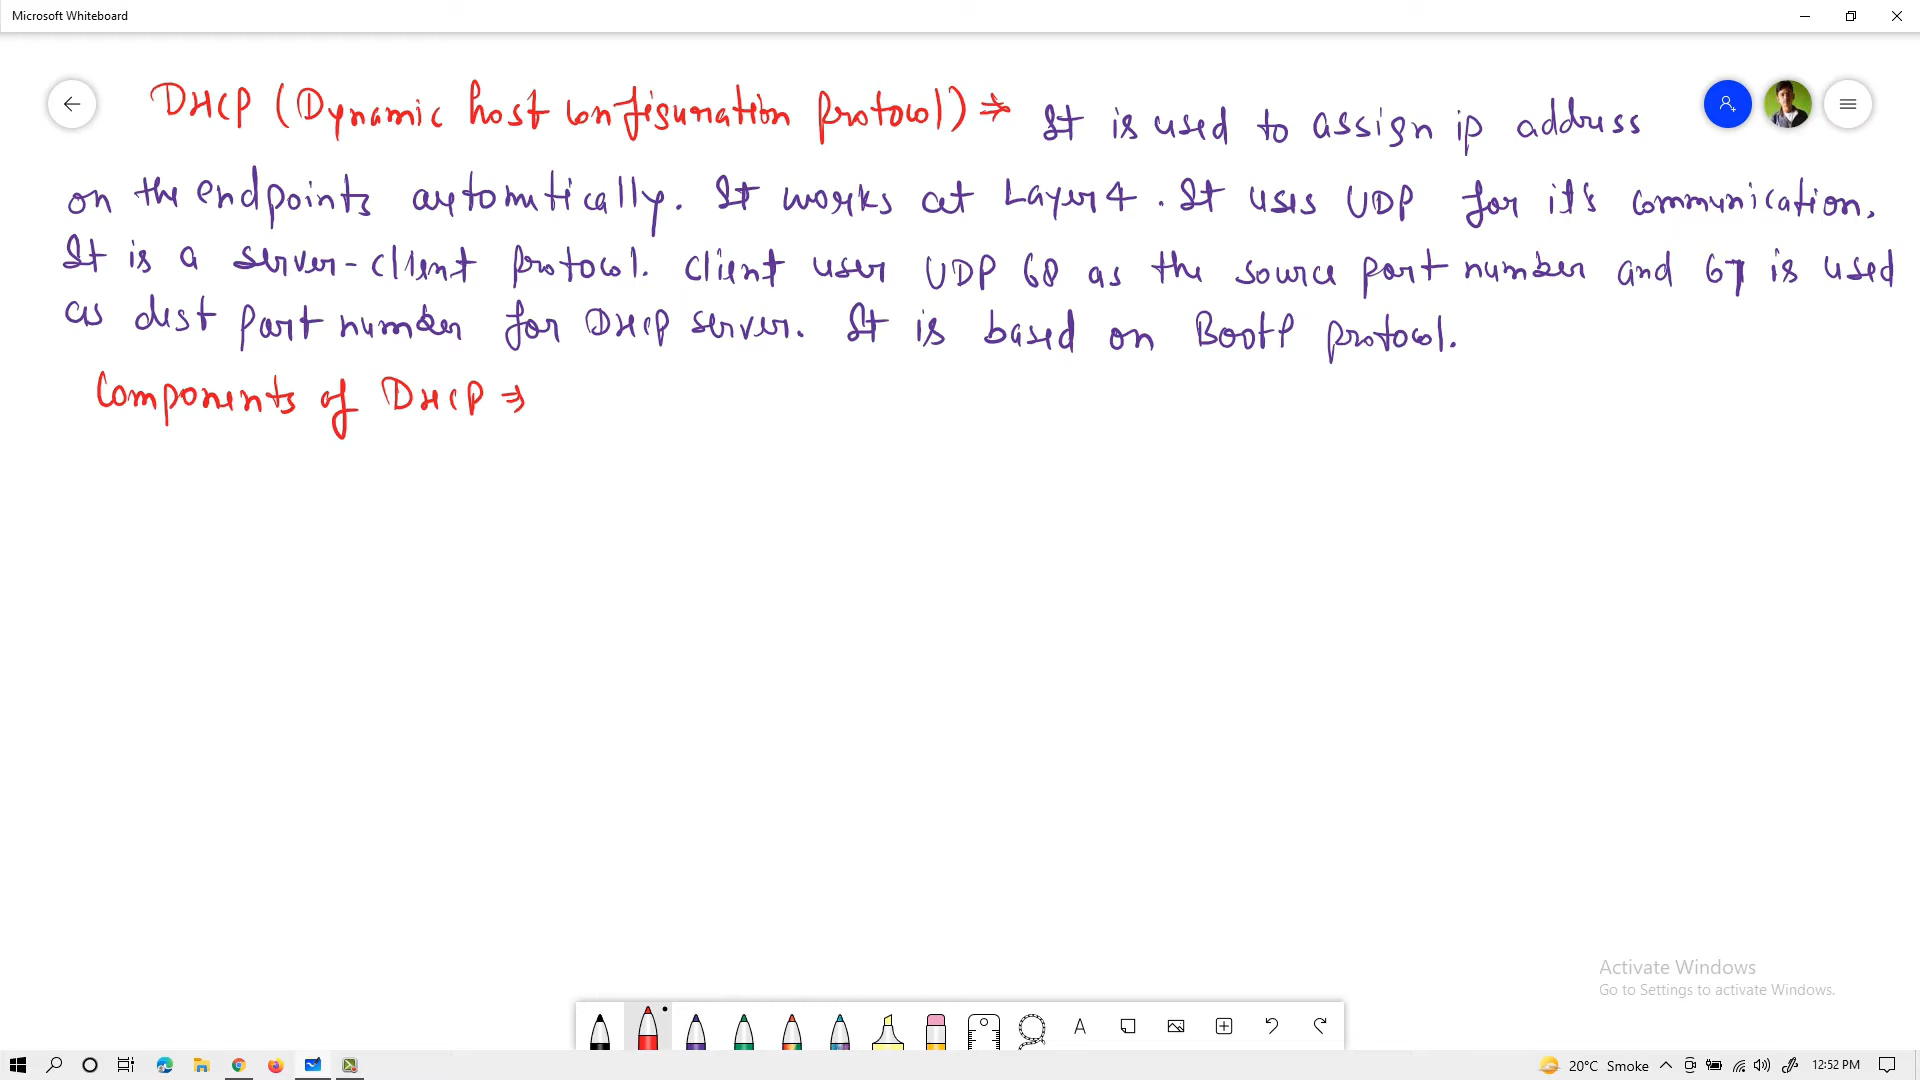 Microsoft Whiteboard
DHCP (Dynamic host configuration protocol) ⇒ It is used to assign ip address
on the endpoints automtically. It works at Layer 4. It uses UDP for it's communication.
It is a server-client protocol. Client user UDP 68 as the source port number and 67 is used
as dest port number for DHCP server. It is based on BootP protocol.
Components of DHCP ⇒
Activate Windows
Go to Settings to activate Windows.
A
20°C Smoke 12:52 PM